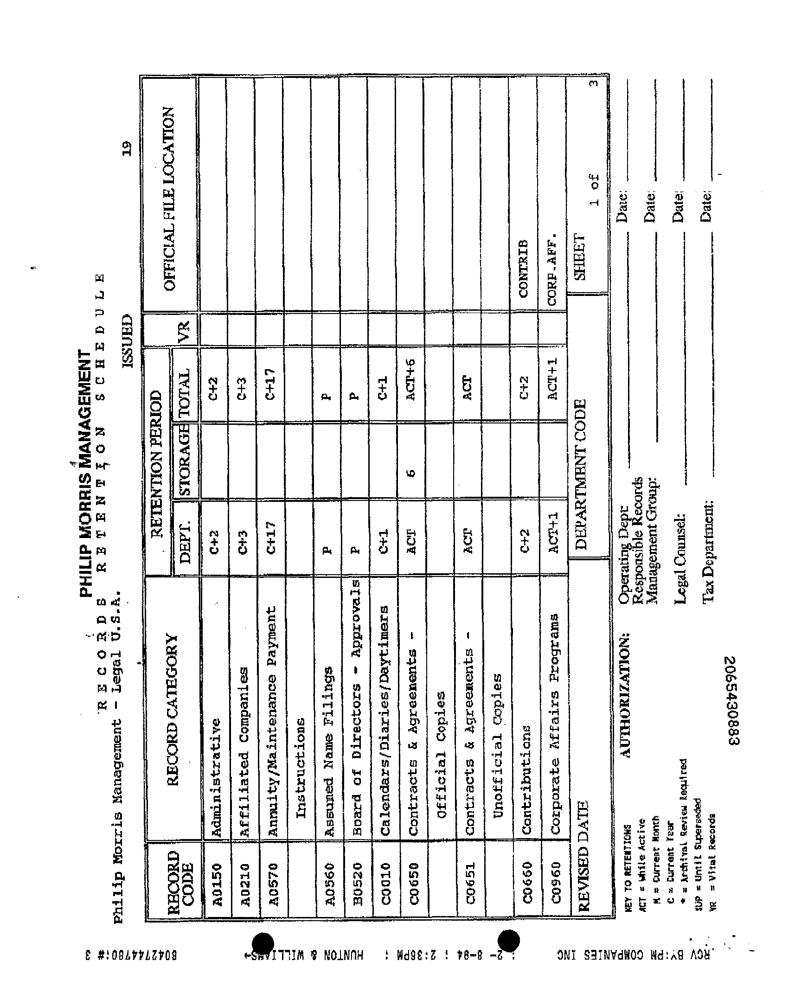 PHILIP MORRIS MANAGEMENT
RECORDS RETENTION SCHEDULE
Philip Morris Management - Legal U.S.A.
ISSUED 19
RECORD CODE RECORD CATEGORY RETENTION PERIOD VR OFFICIAL FILE LOCATION
DEPT. STORAGE TOTAL
A0150 Administrative C+2 C+2
A0210 Affiliated Companies C+3 C+3
A0570 Annuity/Maintenance Payment C+17 C+17
Instructions
A0560 Assumed Name Filings P P
B0520 Board of Directors - Approvals P P
C0010 Calendars/Diaries/Daytimers C+1 C+1
C0650 Contracts & Agreements - ACT 6 ACT+6
Official Copies
C0651 Contracts & Agreements - ACT ACT
Unofficial Copies
C0660 Contributions C+2 C+2 CONTRIB
C0960 Corporate Affairs Programs ACT+1 ACT+1 CORP.AFF.
REVISED DATE DEPARTMENT CODE SHEET 1 of 3
KEY TO RETENTIONS
ACT = While Active
M = Current Month
C = Current Year
* = Archival Review Required
SUP = Until Superseded
VR = Vital Records
AUTHORIZATION:
Operating Dept: Date:
Responsible Records
Management Group: Date:
Legal Counsel: Date:
Tax Department: Date:
2065430883
RCV BY:PM COMPANIES INC ; 2- 8-94 ; 2:36PM ; HUNTON & WILLIAMS→ 8042744780:# 3